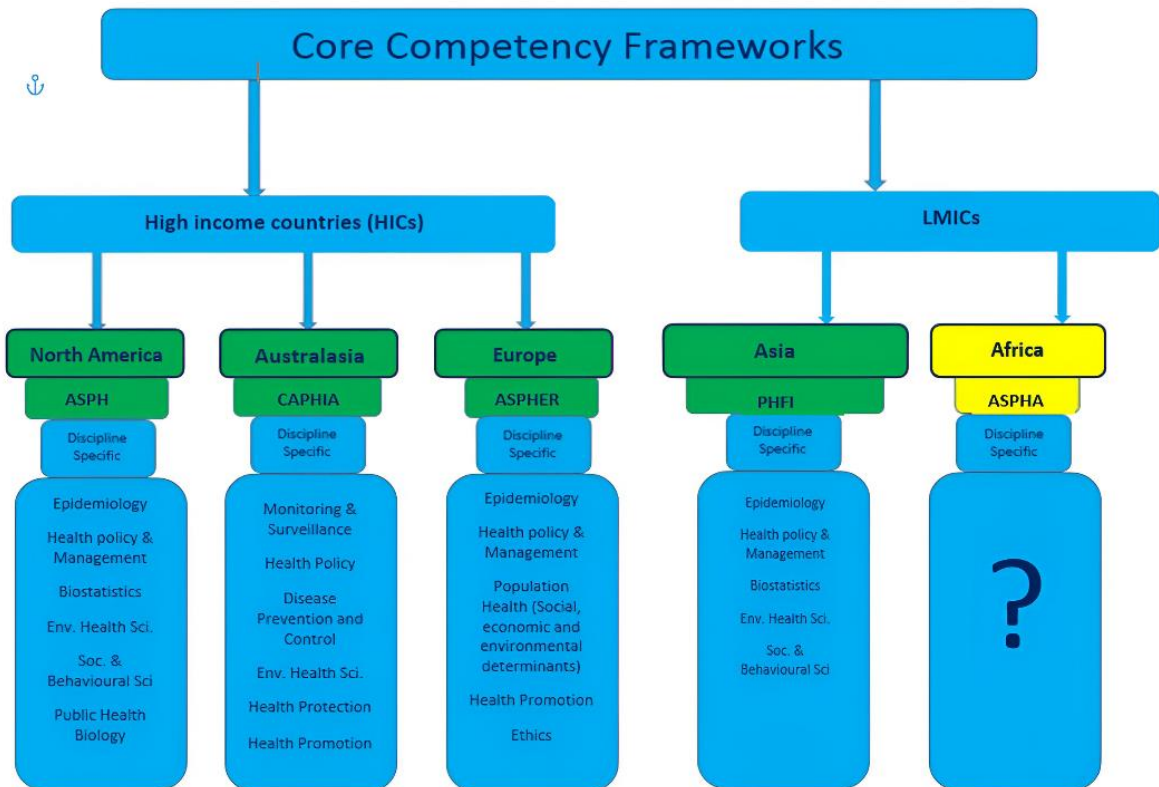 Core Competency Frameworks
High income countries (HICs)
LMICs
North America
ASPH
Discipline
Specific
Epidemiology
Health policy &
Management
Biostatistics
Env. Health Sci.
Soc. &
Behavioural Sci
Public Health
Biology
Australasia
CAPHIA
Discipline
Specific
Monitoring &
Surveillance
Health Policy
Disease
Prevention and
Control
Env. Health Sci.
Health Protection
Health Promotion
Europe
ASPHER
Discipline
Specific
Epidemiology
Health policy &
Management
Population
Health (Social,
economic and
environmental
determinants)
Health Promotion
Ethics
Asia
PHFI
Discipline
Specific
Epidemiology
Health policy &
Management
Biostatistics
Env. Health Sci.
Soc. &
Behavioural Sci
Africa
ASPHA
Discipline
Specific
?